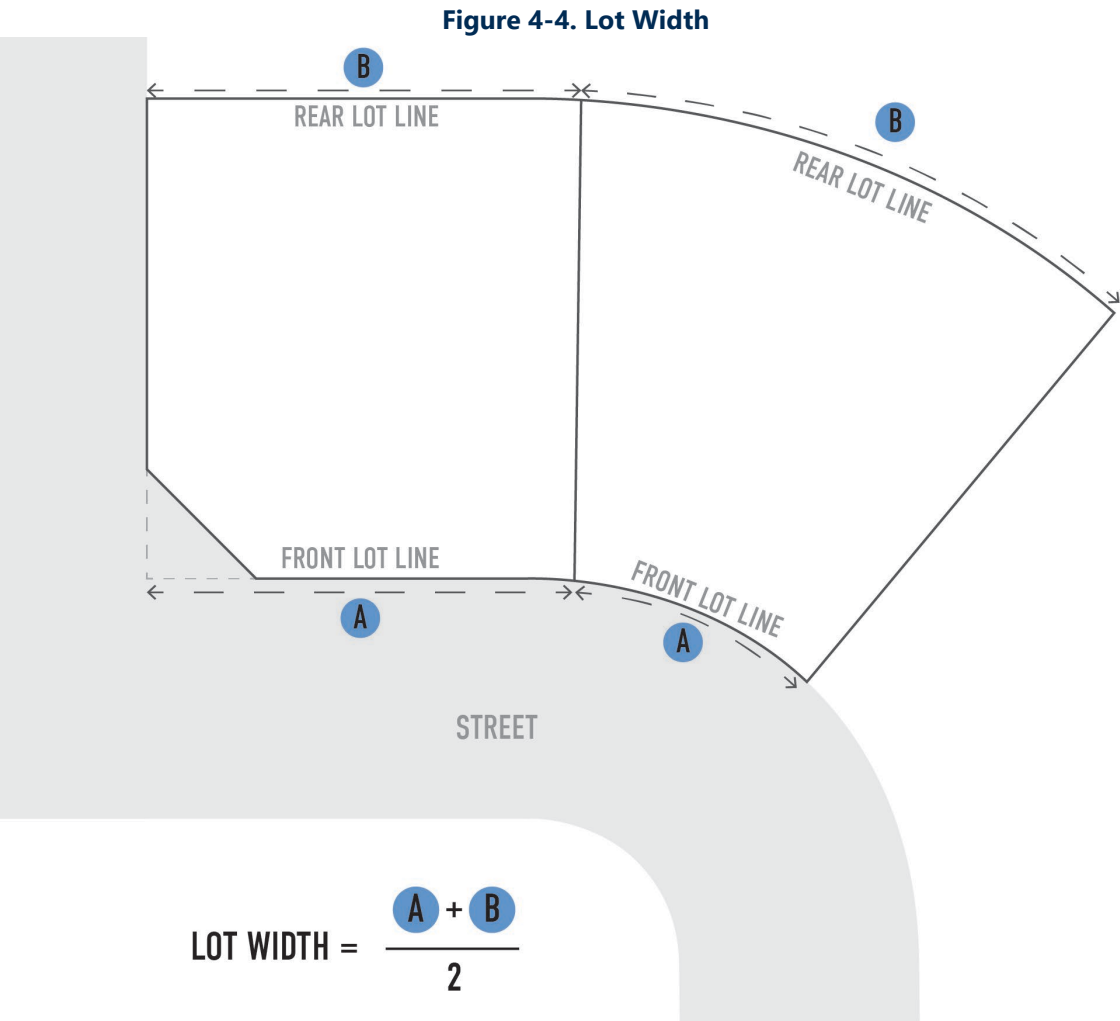 Figure 4-4. Lot Width
B
REAR LOT LINE
B
REAR LOT LINE
FRONT LOT LINE
A
FRONT LOT LINE
A
STREET
LOT WIDTH = A + B
2